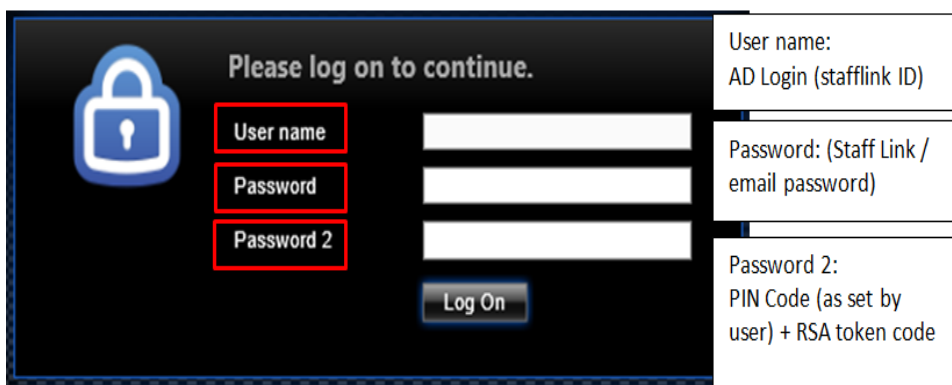 Please log on to continue.
User name
Password
Password 2
Log On
User name:
AD Login (stafflink ID)
Password: (Staff Link /
email password)
Password 2:
PIN Code (as set by
user) + RSA token code